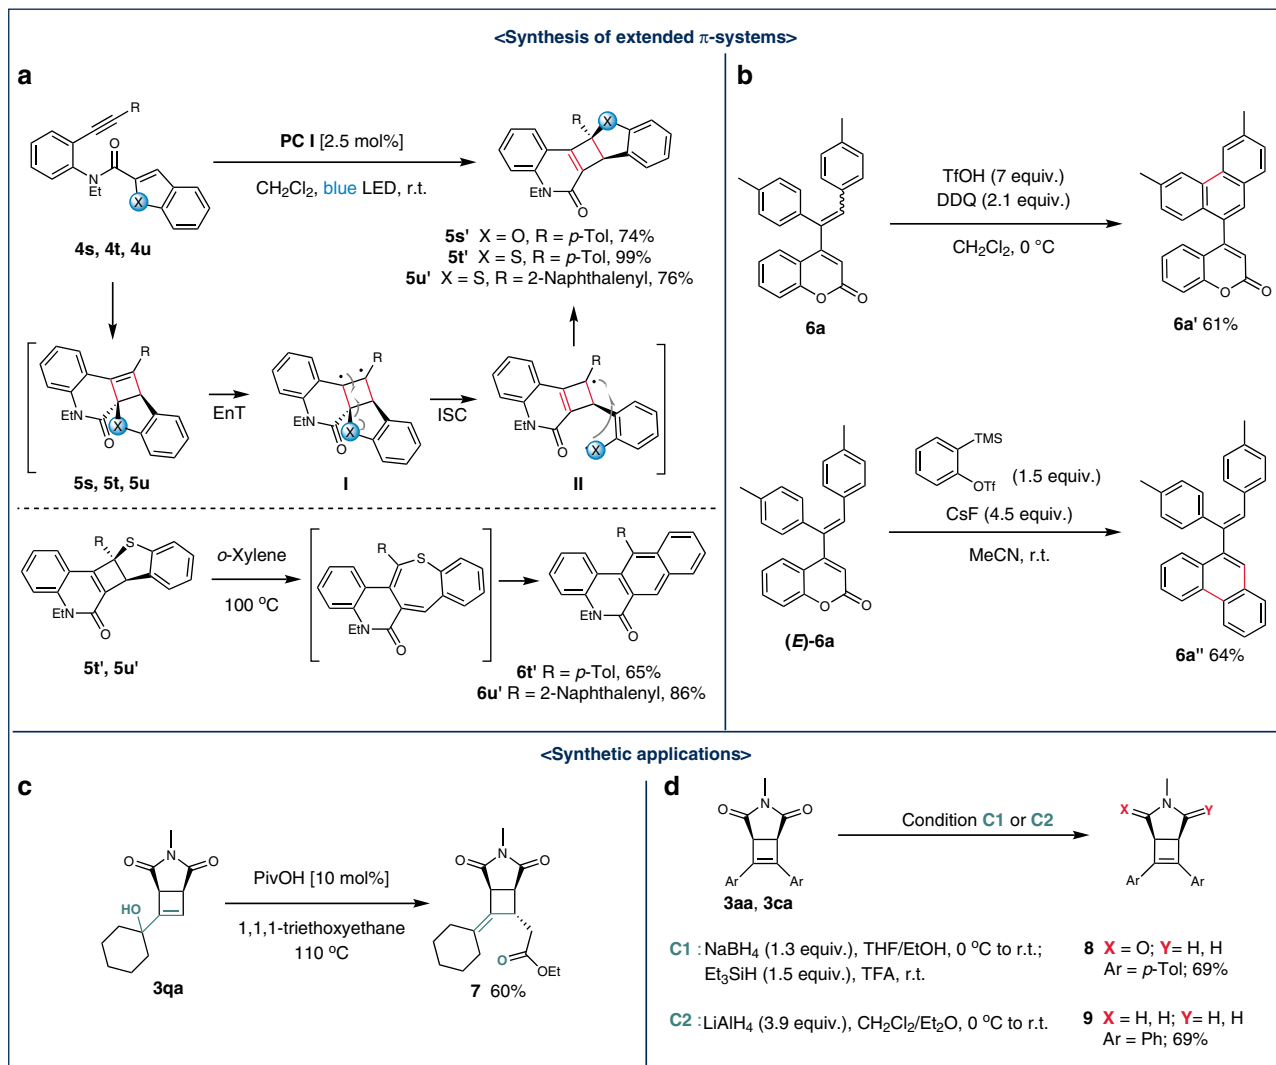 <Synthesis of extended π-systems>
a
R
O
N
Et
X
4s, 4t, 4u
PC I [2.5 mol%]
CH2Cl2, blue LED, r.t.
R
X
EtN
O
5s' X = O, R = p-Tol, 74%
5t' X = S, R = p-Tol, 99%
5u' X = S, R = 2-Naphthalenyl, 76%
R
EtN
O
X
5s, 5t, 5u
EnT
R
EtN
O
X
I
ISC
R
EtN
O
X
II
R
S
EtN
O
5t', 5u'
o-Xylene
100 °C
R
S
EtN
O
R
EtN
O
6t' R = p-Tol, 65%
6u' R = 2-Naphthalenyl, 86%
b
O
O
6a
TfOH (7 equiv.)
DDQ (2.1 equiv.)
CH2Cl2, 0 °C
O
O
6a' 61%
O
O
(E)-6a
TMS
OTf
(1.5 equiv.)
CsF (4.5 equiv.)
MeCN, r.t.
6a'' 64%
<Synthetic applications>
c
N
O
O
HO
3qa
PivOH [10 mol%]
1,1,1-triethoxyethane
110 °C
N
O
O
O
OEt
7 60%
d
N
O
O
Ar
Ar
3aa, 3ca
Condition C1 or C2
N
X
Y
Ar
Ar
C1 : NaBH4 (1.3 equiv.), THF/EtOH, 0 °C to r.t.;
Et3SiH (1.5 equiv.), TFA, r.t.
8 X = O; Y= H, H
Ar = p-Tol; 69%
C2 : LiAlH4 (3.9 equiv.), CH2Cl2/Et2O, 0 °C to r.t.
9 X = H, H; Y= H, H
Ar = Ph; 69%